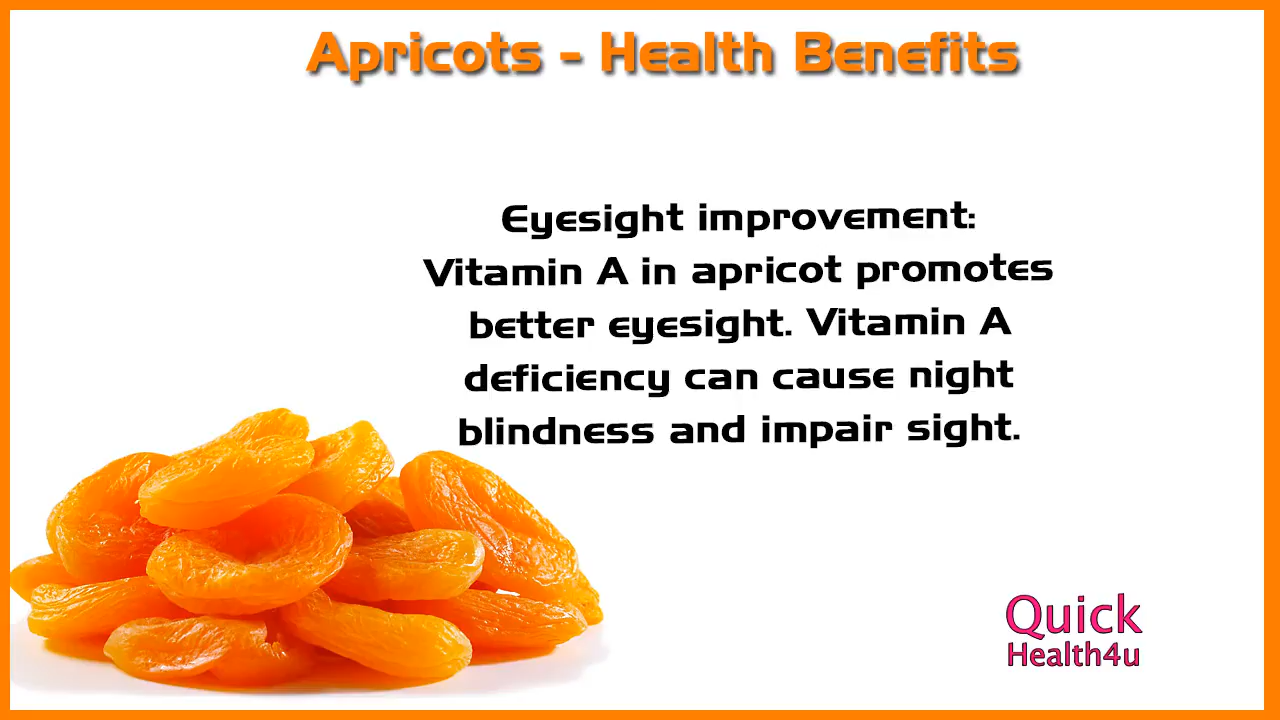 Apricots - Health Benefits
Eyesight improvement:
Vitamin A in apricot promotes
better eyesight. Vitamin A
deficiency can cause night
blindness and impair sight.
Quick
Health4u